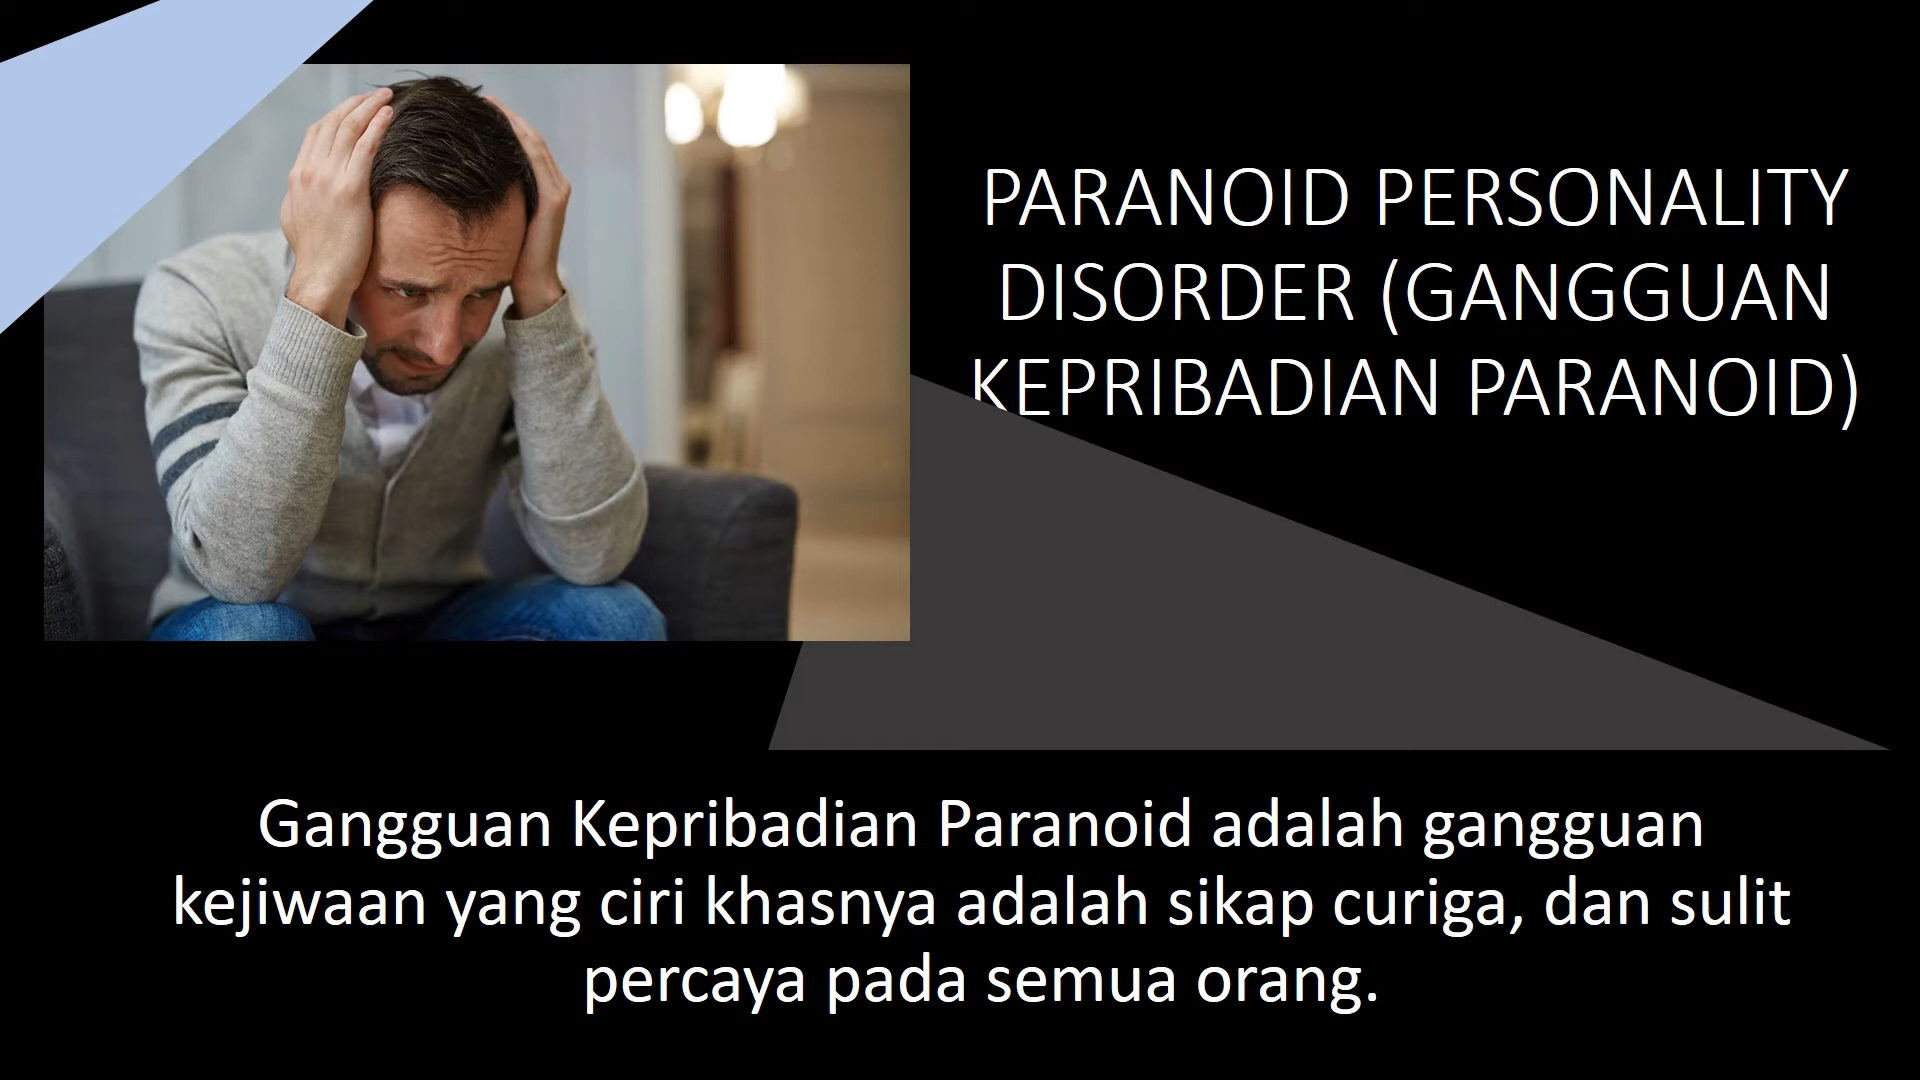 PARANOID PERSONALITY
DISORDER (GANGGUAN
KEPRIBADIAN PARANOID)
Gangguan Kepribadian Paranoid adalah gangguan
kejiwaan yang ciri khasnya adalah sikap curiga, dan sulit
percaya pada semua orang.